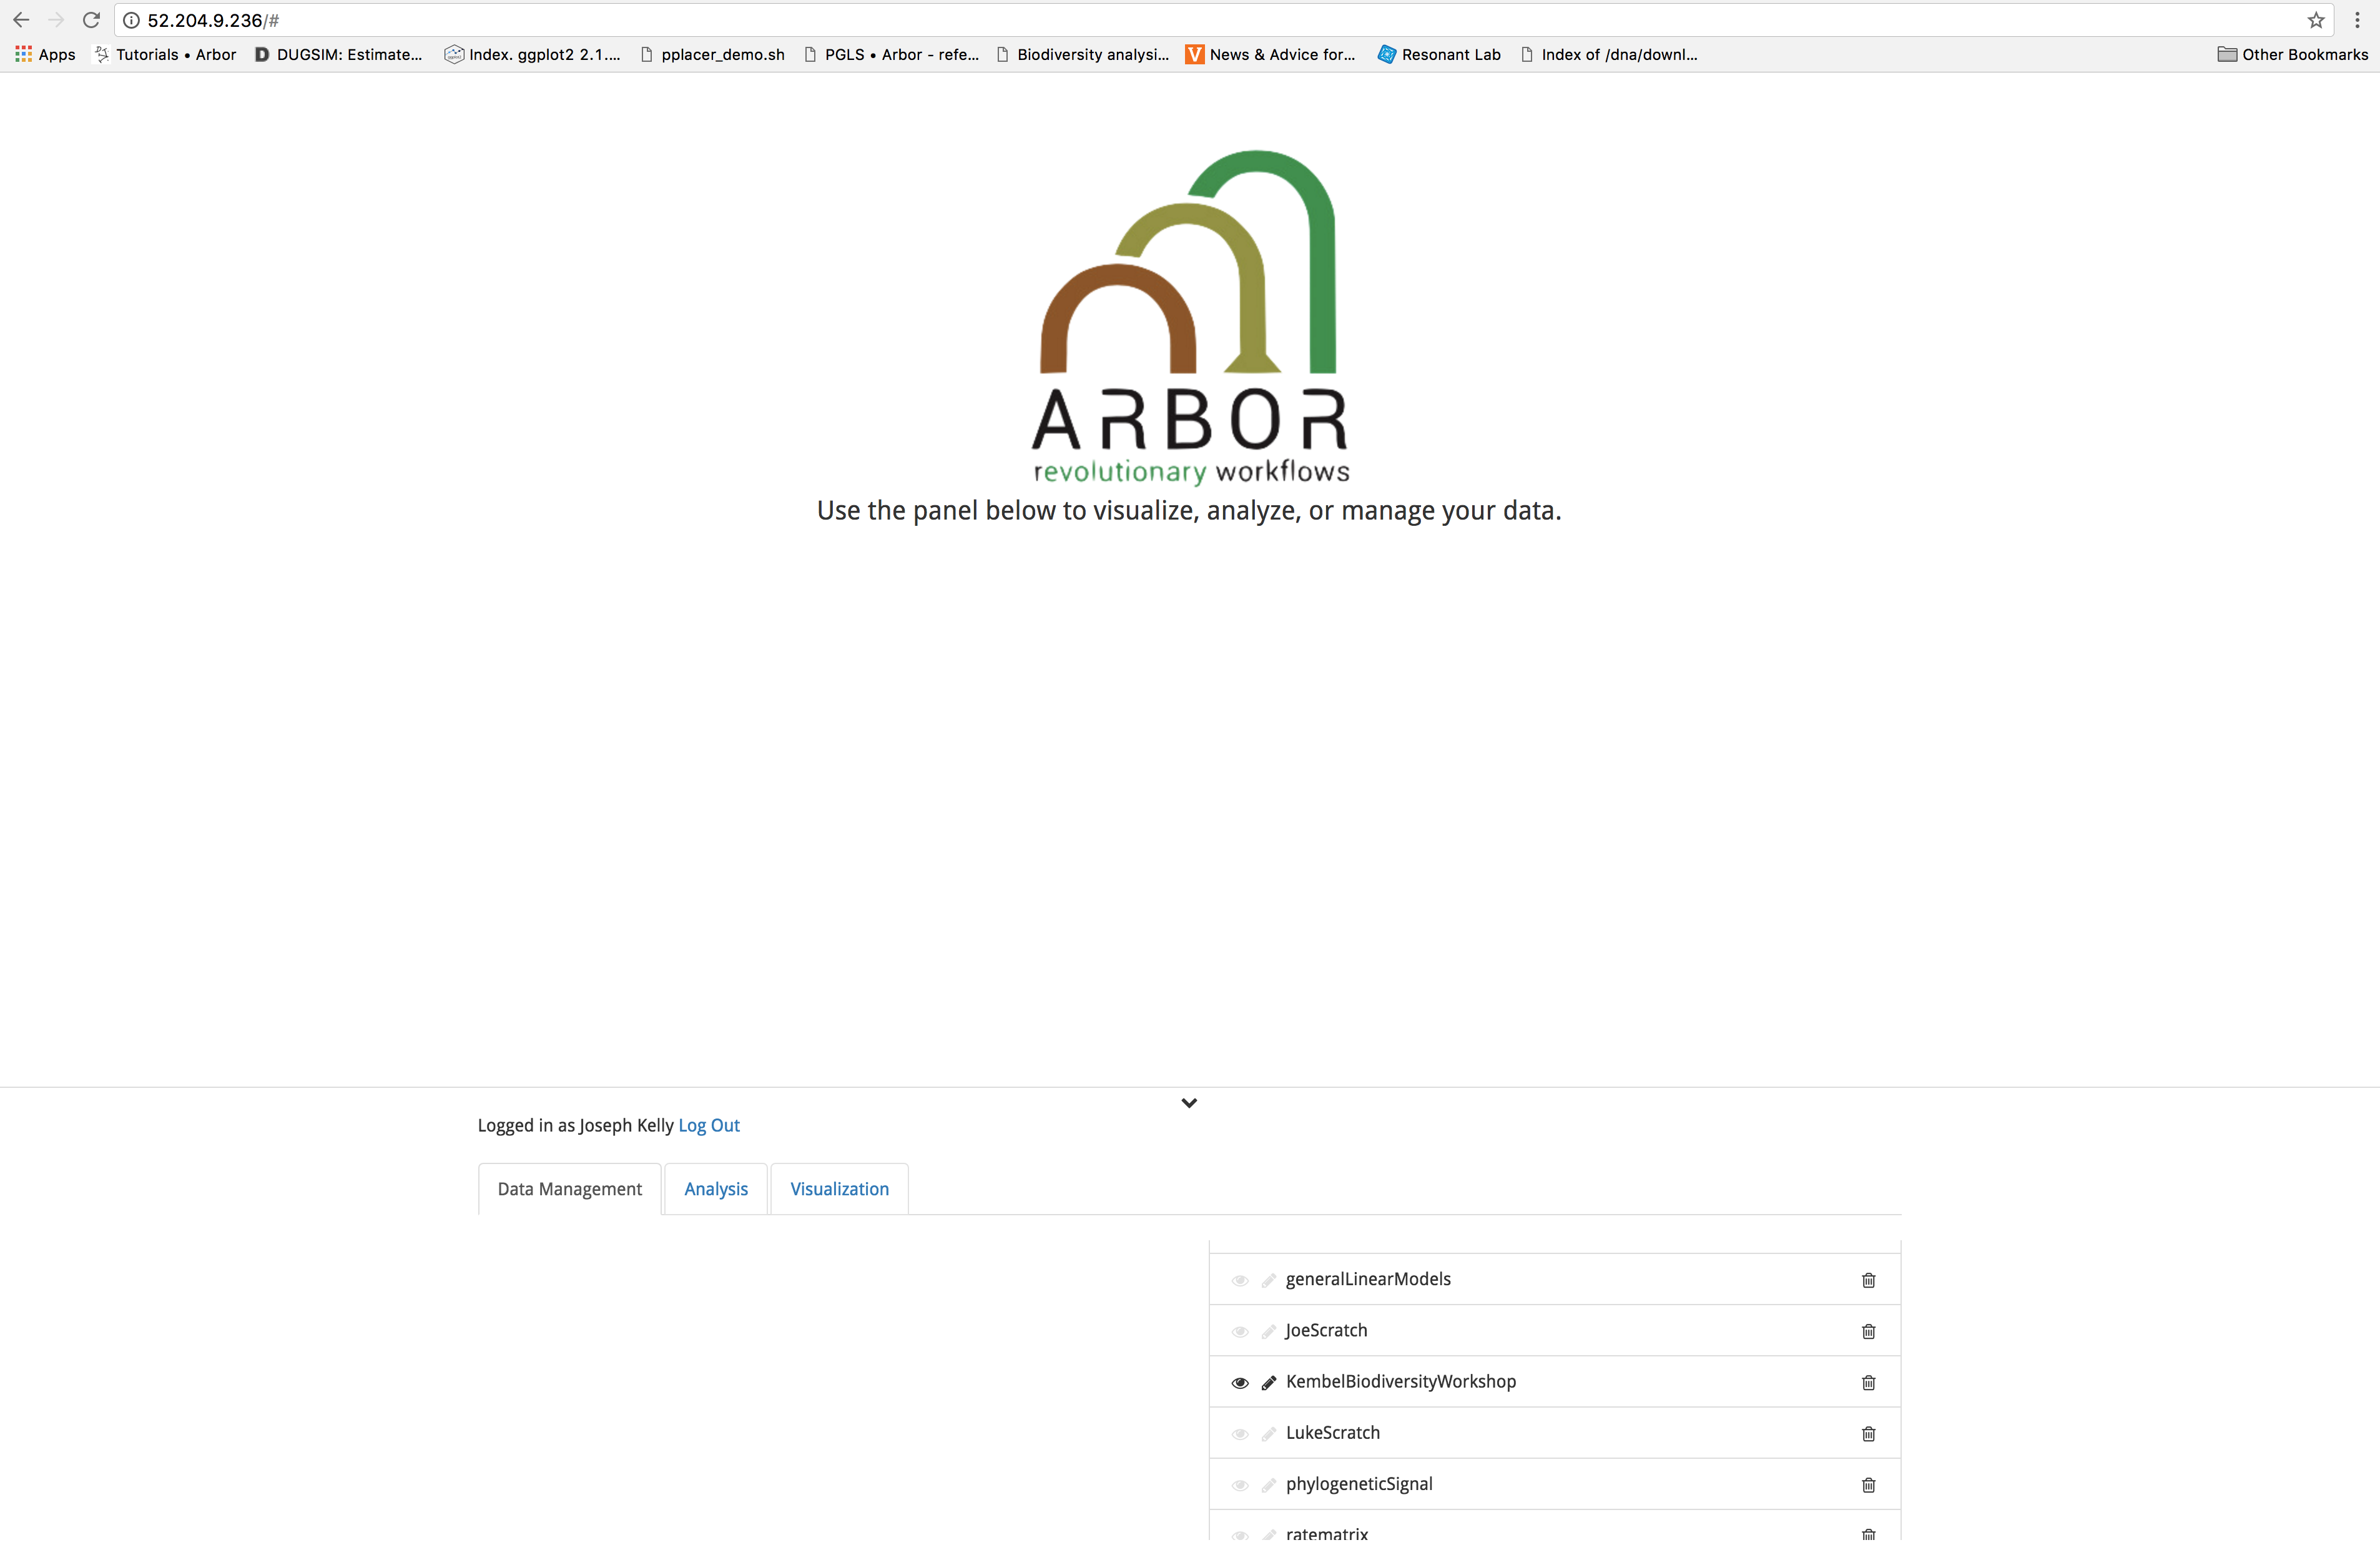 52.204.9.236/#
Apps Tutorials • Arbor DUGSIM: Estimate... Index. ggplot2 2.1.... pplacer_demo.sh PGLS • Arbor - refe... Biodiversity analysi... News & Advice for... Resonant Lab Index of /dna/downl... Other Bookmarks
ARBOR
revolutionary workflows
Use the panel below to visualize, analyze, or manage your data.
Logged in as Joseph Kelly Log Out
Data Management Analysis Visualization
generalLinearModels
JoeScratch
KembelBiodiversityWorkshop
LukeScratch
phylogeneticSignal
ratematrix